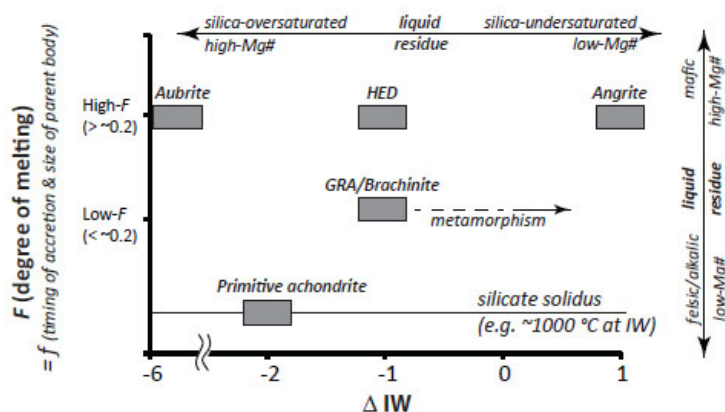 silica-oversaturated
liquid
silica-undersaturated
high-Mg#
residue
low-Mg#
F (degree of melting)
= f (timing of accretion & size of parent body)
High-F
(> ~0.2)
Low-F
(< ~0.2)
Aubrite
HED
Angrite
GRA/Brachinite
metamorphism
Primitive achondrite
silicate solidus
(e.g. ~1000 °C at IW)
mafic
high-Mg#
liquid
residue
felsic/alkalic
low-Mg#
-6
-2
-1
0
1
Δ IW